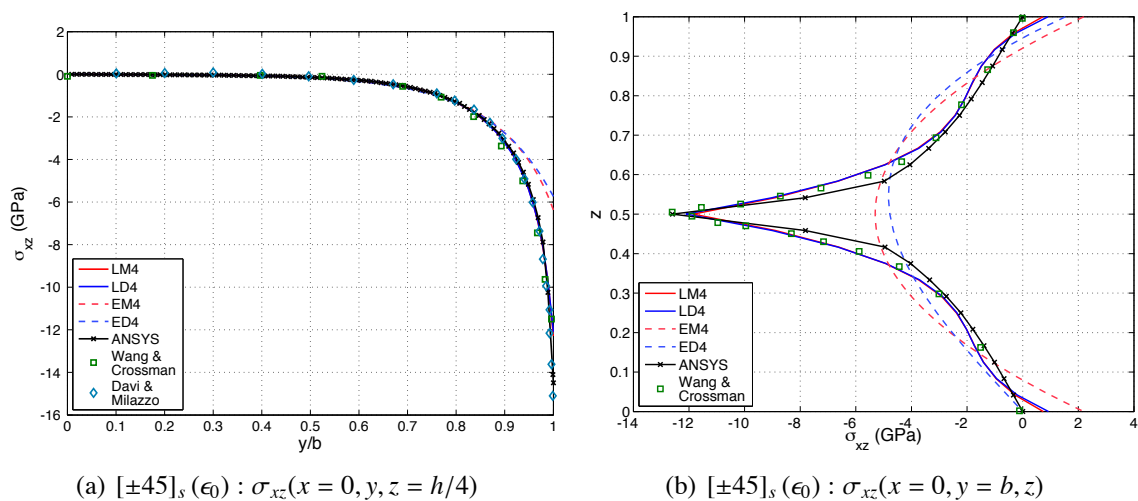 2
0
−2
−4
−6
−8
−10
−12
−14
−16
σxz (GPa)
0 0.1 0.2 0.3 0.4 0.5 0.6 0.7 0.8 0.9 1
y/b
LM4
LD4
EM4
ED4
ANSYS
Wang &
Crossman
Davi &
Milazzo
(a) [±45]s (ϵ0) : σxz(x = 0, y, z = h/4)
1
0.9
0.8
0.7
0.6
0.5
0.4
0.3
0.2
0.1
0
z
−14 −12 −10 −8 −6 −4 −2 0 2 4
σxz (GPa)
LM4
LD4
EM4
ED4
ANSYS
Wang &
Crossman
(b) [±45]s (ϵ0) : σxz(x = 0, y = b, z)